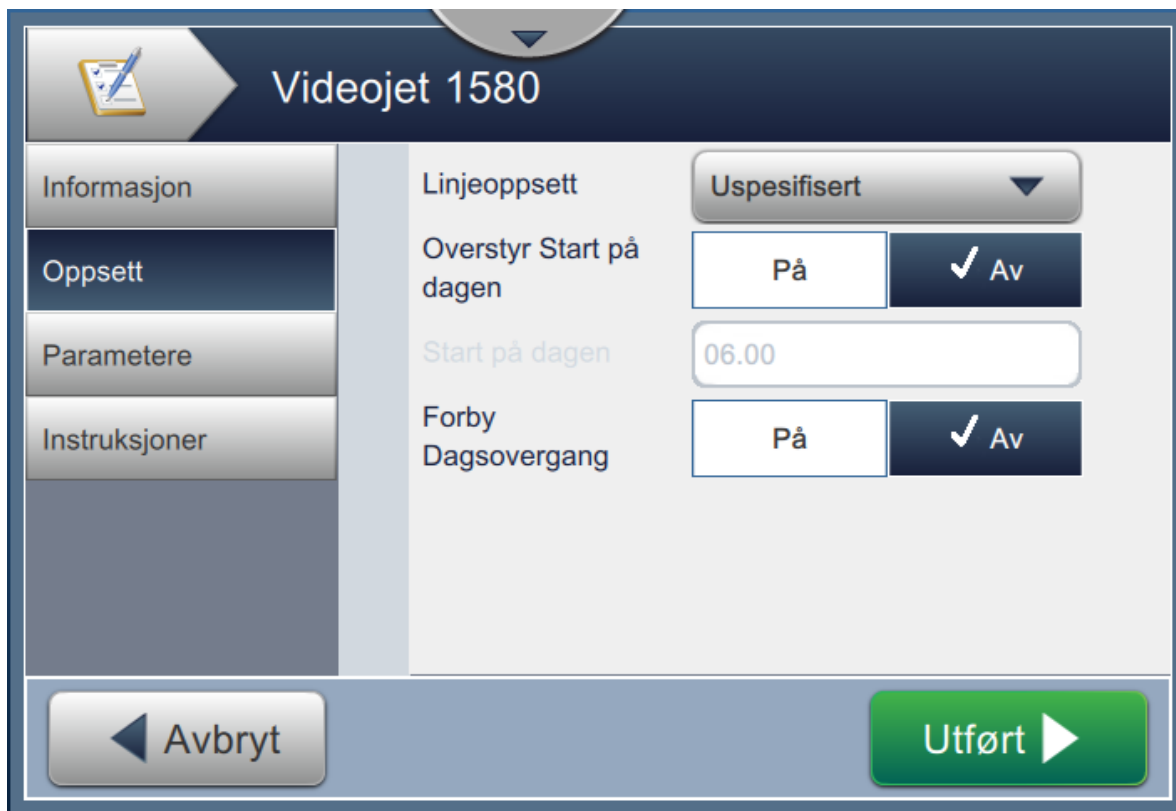 Videojet 1580
Informasjon
Oppsett
Parametere
Instruksjoner
Linjeoppsett
Uspesifisert
Overstyr Start på
dagen
På
Av
Start på dagen
06.00
Forby
Dagsovergang
På
Av
Avbryt
Utført